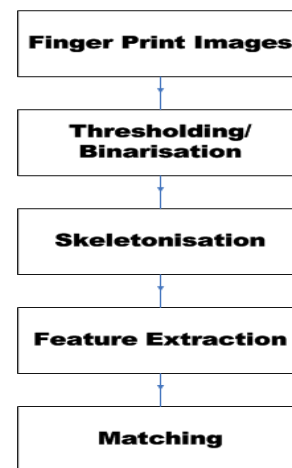 Finger Print Images
Thresholding/
Binarisation
Skeletonisation
Feature Extraction
Matching